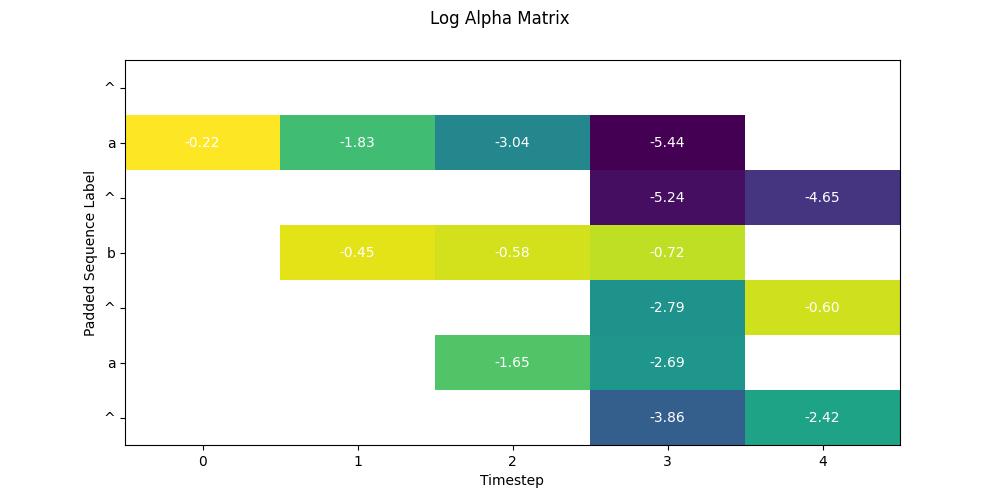 Log Alpha Matrix
^
a -0.22 -1.83 -3.04 -5.44
^ -5.24 -4.65
b -0.45 -0.58 -0.72
^ -2.79 -0.60
a -1.65 -2.69
^ -3.86 -2.42
0 1 2 3 4
Timestep
Padded Sequence Label